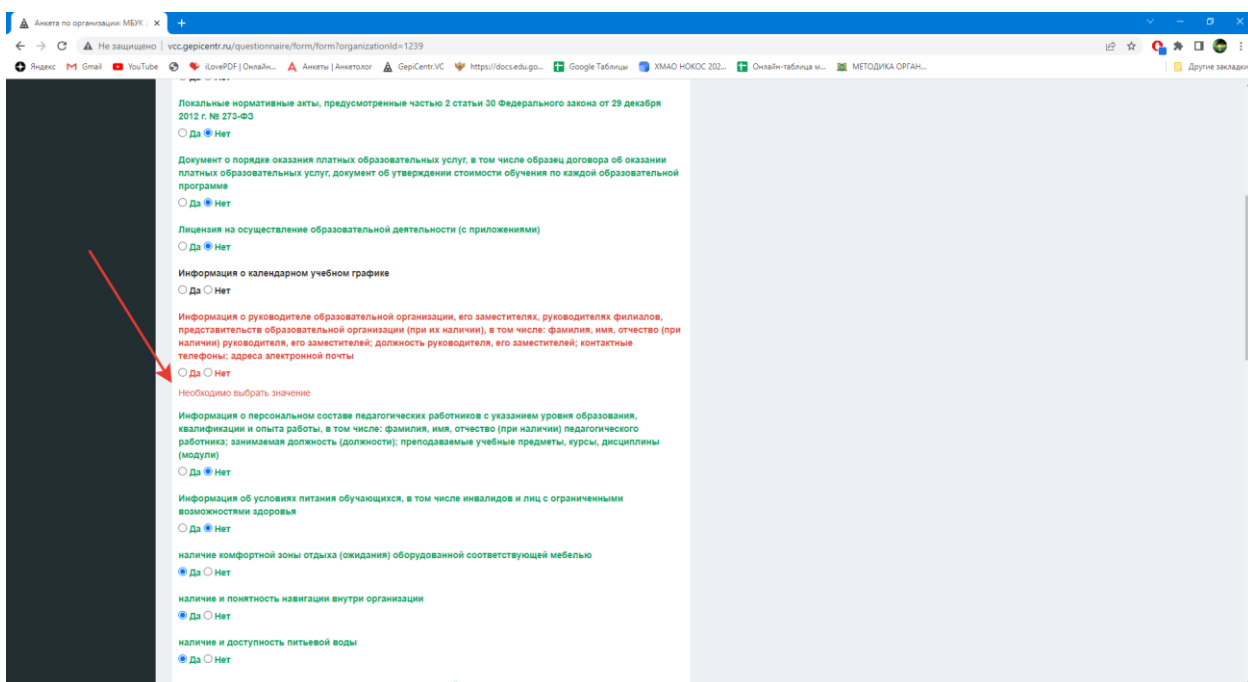 Анкета по организации: МБУК
Не защищено vcc.gepicentr.ru/questionnaire/form/form?organizationId=1239
Яндекс Gmail YouTube iLovePDF | Онлайн... Анкеты | Анкетолог GepiCentr.VC https://docs.edu.go... Google Таблицы ХМАО НОКОС 202... Онлайн-таблица м... МЕТОДИКА ОРГАН... Другие закладки
Локальные нормативные акты, предусмотренные частью 2 статьи 30 Федерального закона от 29 декабря
2012 г. № 273-ФЗ
Да Нет
Документ о порядке оказания платных образовательных услуг, в том числе образец договора об оказании
платных образовательных услуг, документ об утверждении стоимости обучения по каждой образовательной
программе
Да Нет
Лицензия на осуществление образовательной деятельности (с приложениями)
Да Нет
Информация о календарном учебном графике
Да Нет
Информация о руководителе образовательной организации, его заместителях, руководителях филиалов,
представительств образовательной организации (при их наличии), в том числе: фамилия, имя, отчество (при
наличии) руководителя, его заместителей; должность руководителя, его заместителей; контактные
телефоны; адреса электронной почты
Да Нет
Необходимо выбрать значение
Информация о персональном составе педагогических работников с указанием уровня образования,
квалификации и опыта работы, в том числе: фамилия, имя, отчество (при наличии) педагогического
работника; занимаемая должность (должности); преподаваемые учебные предметы, курсы, дисциплины
(модули)
Да Нет
Информация об условиях питания обучающихся, в том числе инвалидов и лиц с ограниченными
возможностями здоровья
Да Нет
наличие комфортной зоны отдыха (ожидания) оборудованной соответствующей мебелью
Да Нет
наличие и понятность навигации внутри организации
Да Нет
наличие и доступность питьевой воды
Да Нет